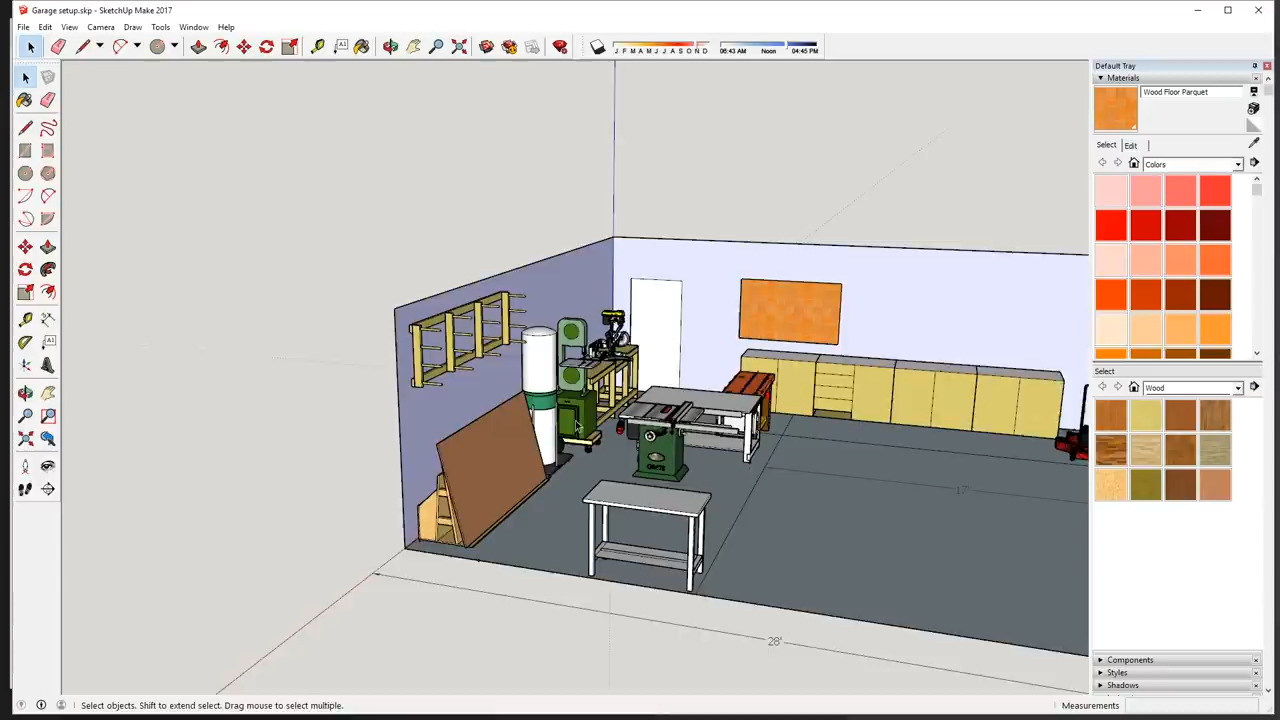 Garage setup.skp - SketchUp Make 2017
File Edit View Camera Draw Tools Window Help
J F M A M J J A S O N D
06:43 AM Noon 04:45 PM
Default Tray
Materials
Wood Floor Parquet
Select Edit
Colors
Select
Wood
17'
28'
Components
Styles
Shadows
Select objects. Shift to extend select. Drag mouse to select multiple.
Measurements